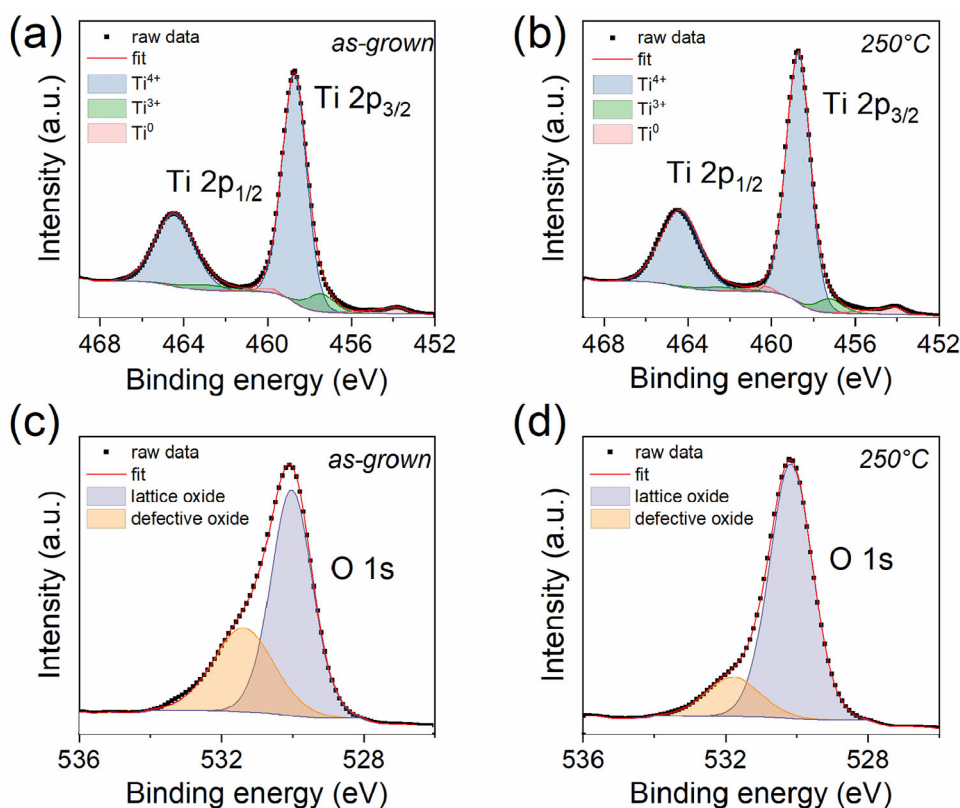 (a)
raw data
fit
Ti⁴⁺
Ti³⁺
Ti⁰
as-grown
Ti 2p₃/₂
Ti 2p₁/₂
Intensity (a.u.)
468 464 460 456 452
Binding energy (eV)
(b)
raw data
fit
Ti⁴⁺
Ti³⁺
Ti⁰
250°C
Ti 2p₃/₂
Ti 2p₁/₂
Intensity (a.u.)
468 464 460 456 452
Binding energy (eV)
(c)
raw data
fit
lattice oxide
defective oxide
as-grown
O 1s
Intensity (a.u.)
536 532 528
Binding energy (eV)
(d)
raw data
fit
lattice oxide
defective oxide
250°C
O 1s
Intensity (a.u.)
536 532 528
Binding energy (eV)